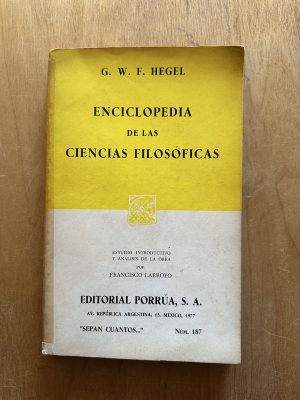 G. W. F. HEGEL
ENCICLOPEDIA
DE LAS
CIENCIAS FILOSÓFICAS
ESTUDIO INTRODUCTIVO
Y ANÁLISIS DE LA OBRA
POR
FRANCISCO LARROYO
EDITORIAL PORRÚA, S. A.
AV. REPÚBLICA ARGENTINA, 15, MÉXICO, 1977
"SEPAN CUANTOS..." NÚM. 187